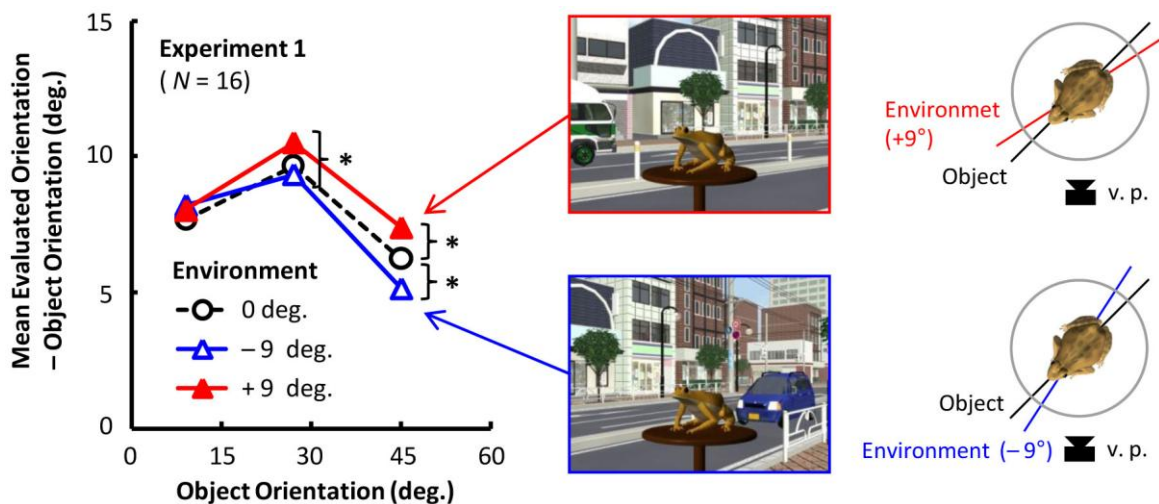 Mean Evaluated Orientation
– Object Orientation (deg.)
15
10
5
0
Experiment 1
( N = 16)
*
*
*
Environment
0 deg.
– 9 deg.
+ 9 deg.
0
15
30
45
60
Object Orientation (deg.)
Environmet
(+9°)
Object
v. p.
Object
Environment (– 9°)
v. p.